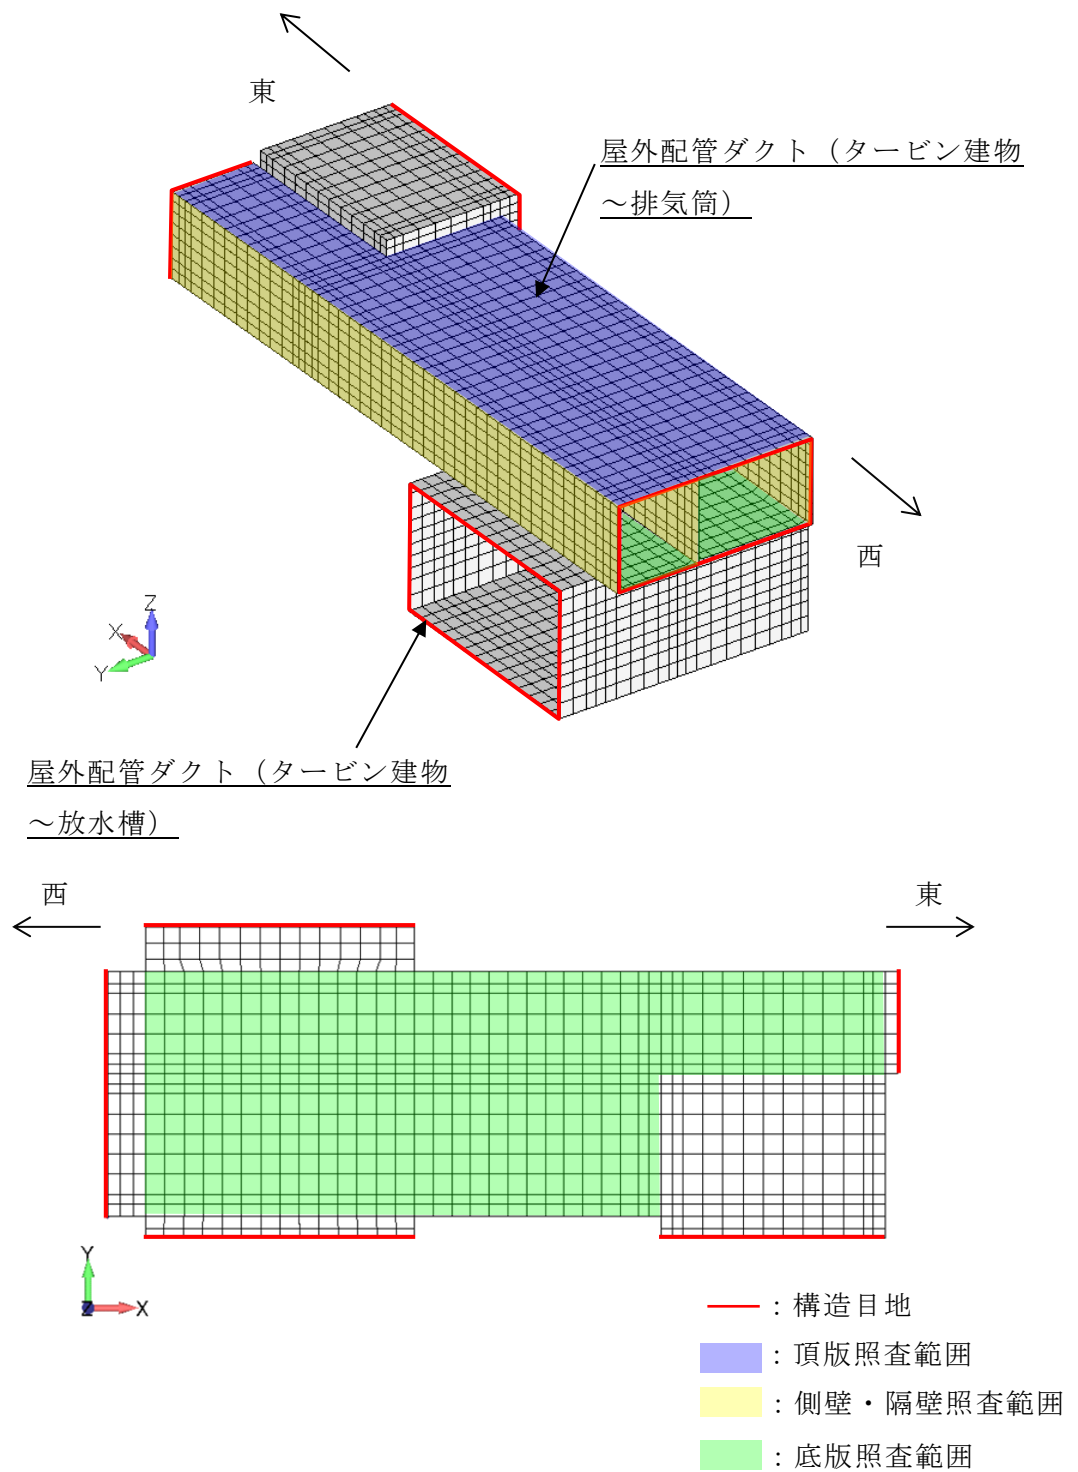 東
屋外配管ダクト（タービン建物
～排気筒）
西
Z
X
Y
屋外配管ダクト（タービン建物
～放水槽）
西
東
Y
Z
X
：構造目地
：頂版照査範囲
：側壁・隔壁照査範囲
：底版照査範囲